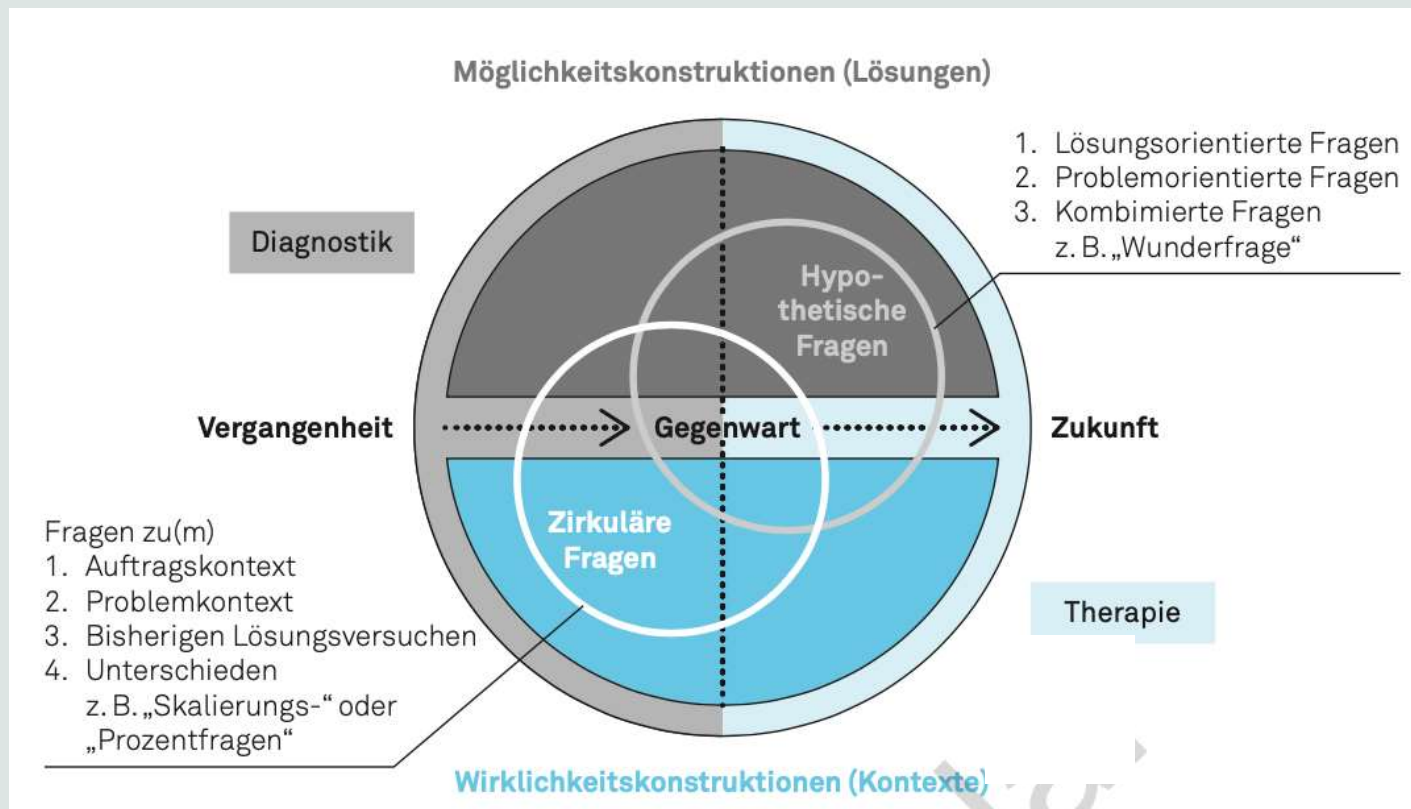 Möglichkeitskonstruktionen (Lösungen)
1. Lösungsorientierte Fragen
2. Problemorientierte Fragen
3. Kombimierte Fragen
z. B. „Wunderfrage“
Diagnostik
Hypo-
thetische
Fragen
Vergangenheit
Gegenwart
Zukunft
Zirkuläre
Fragen
Fragen zu(m)
1. Auftragskontext
2. Problemkontext
3. Bisherigen Lösungsversuchen
4. Unterschieden
z. B. „Skalierungs-“ oder
„Prozentfragen“
Therapie
Wirklichkeitskonstruktionen (Kontexte)